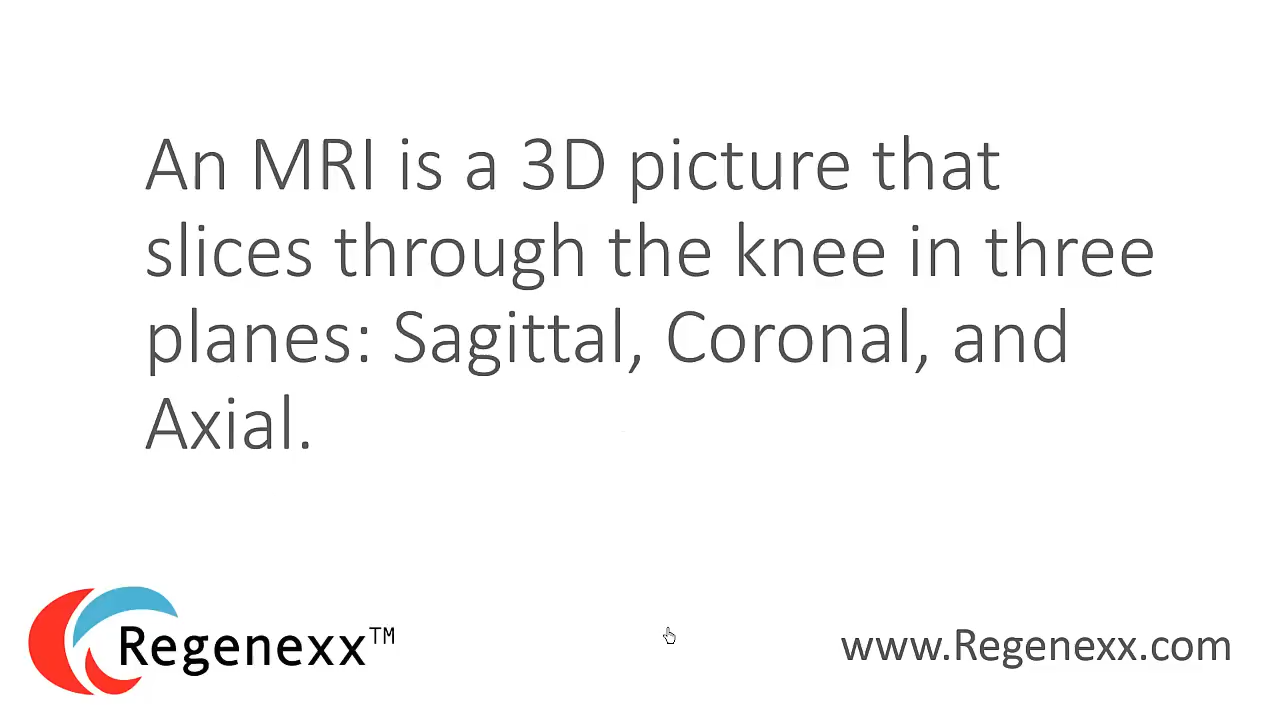 An MRI is a 3D picture that
slices through the knee in three
planes: Sagittal, Coronal, and
Axial.
Regenexx™
www.Regenexx.com